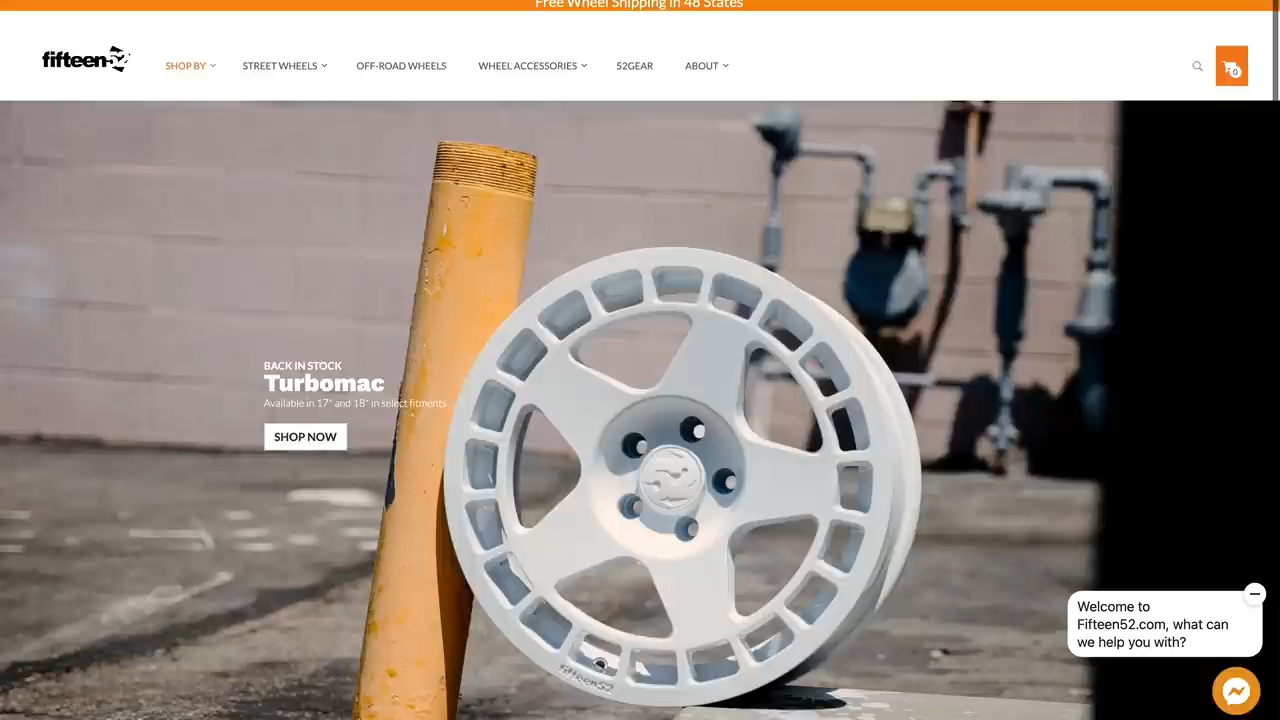 Free Wheel Shipping in 48 States
fifteen52
SHOP BY
STREET WHEELS
OFF-ROAD WHEELS
WHEEL ACCESSORIES
52GEAR
ABOUT
0
BACK IN STOCK
Turbomac
Available in 17" and 18" in select fitments
SHOP NOW
fifteen52
Welcome to
Fifteen52.com, what can
we help you with?